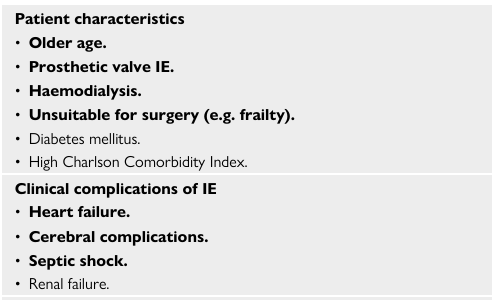 Patient characteristics
• Older age.
• Prosthetic valve IE.
• Haemodialysis.
• Unsuitable for surgery (e.g. frailty).
• Diabetes mellitus.
• High Charlson Comorbidity Index.
Clinical complications of IE
• Heart failure.
• Cerebral complications.
• Septic shock.
• Renal failure.